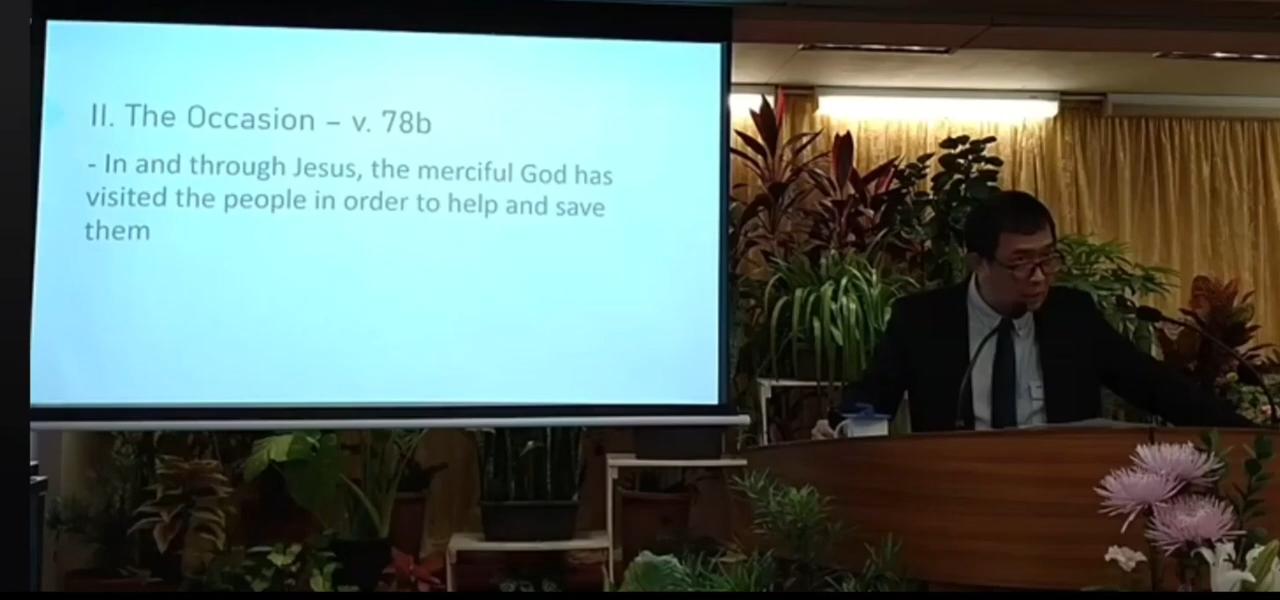 II. The Occasion – v. 78b
- In and through Jesus, the merciful God has
visited the people in order to help and save
them